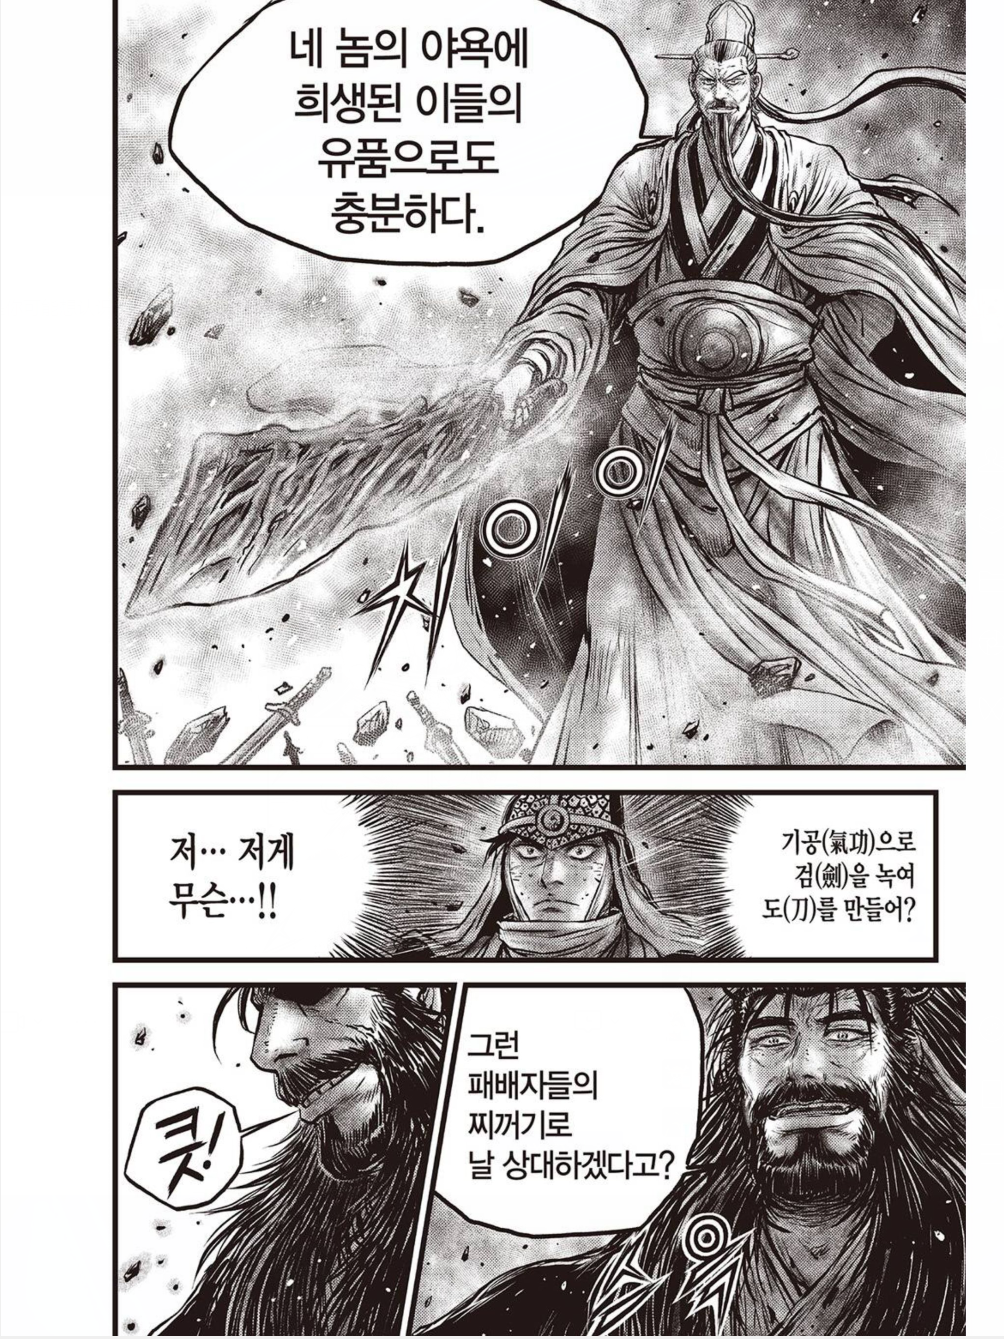 네 놈의 야욕에
희생된 이들의
유품으로도
충분하다.
저… 저게
무슨…!!
기공(氣功)으로
검(劍)을 녹여
도(刀)를 만들어?
큿!
그런
패배자들의
찌꺼기로
날 상대하겠다고?